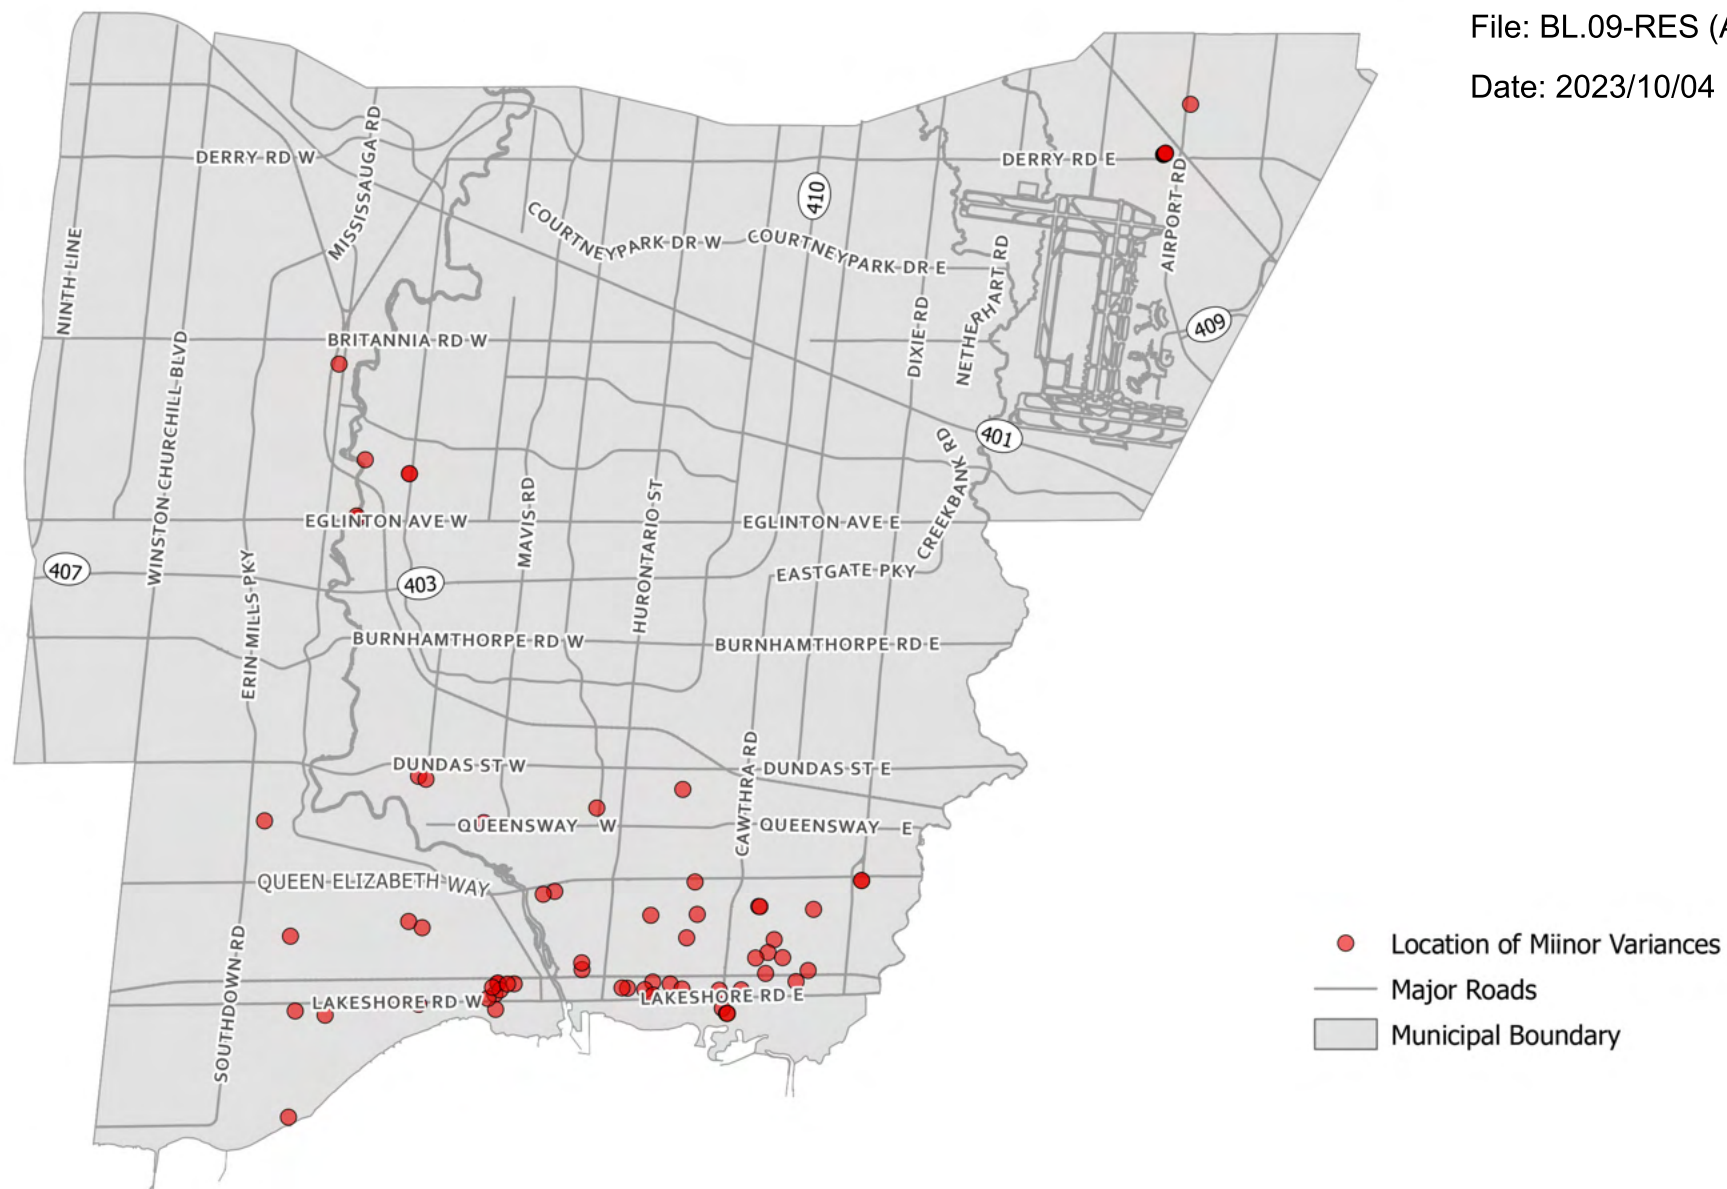 File: BL.09-RES (A
Date: 2023/10/04
DERRY RD W
MISSISSAUGA RD
DERRY RD E
410
AIRPORT RD
COURTNEYPARK DR W
COURTNEYPARK DR E
NINTH LINE
NETHERHART RD
DIXIE RD
409
BRITANNIA RD W
WINSTON CHURCHILL BLVD
401
CREEKBANK RD
MAVIS RD
HURONTARIO ST
EGLINTON AVE W
EGLINTON AVE E
407
403
EASTGATE PKY
ERIN MILLS PKY
BURNHAMTHORPE RD W
BURNHAMTHORPE RD E
DUNDAS ST W
CAWTHRA RD
DUNDAS ST E
QUEENSWAY W
QUEENSWAY E
QUEEN ELIZABETH WAY
SOUTHDOWN RD
LAKESHORE RD W
LAKESHORE RD E
Location of Miinor Variances
Major Roads
Municipal Boundary